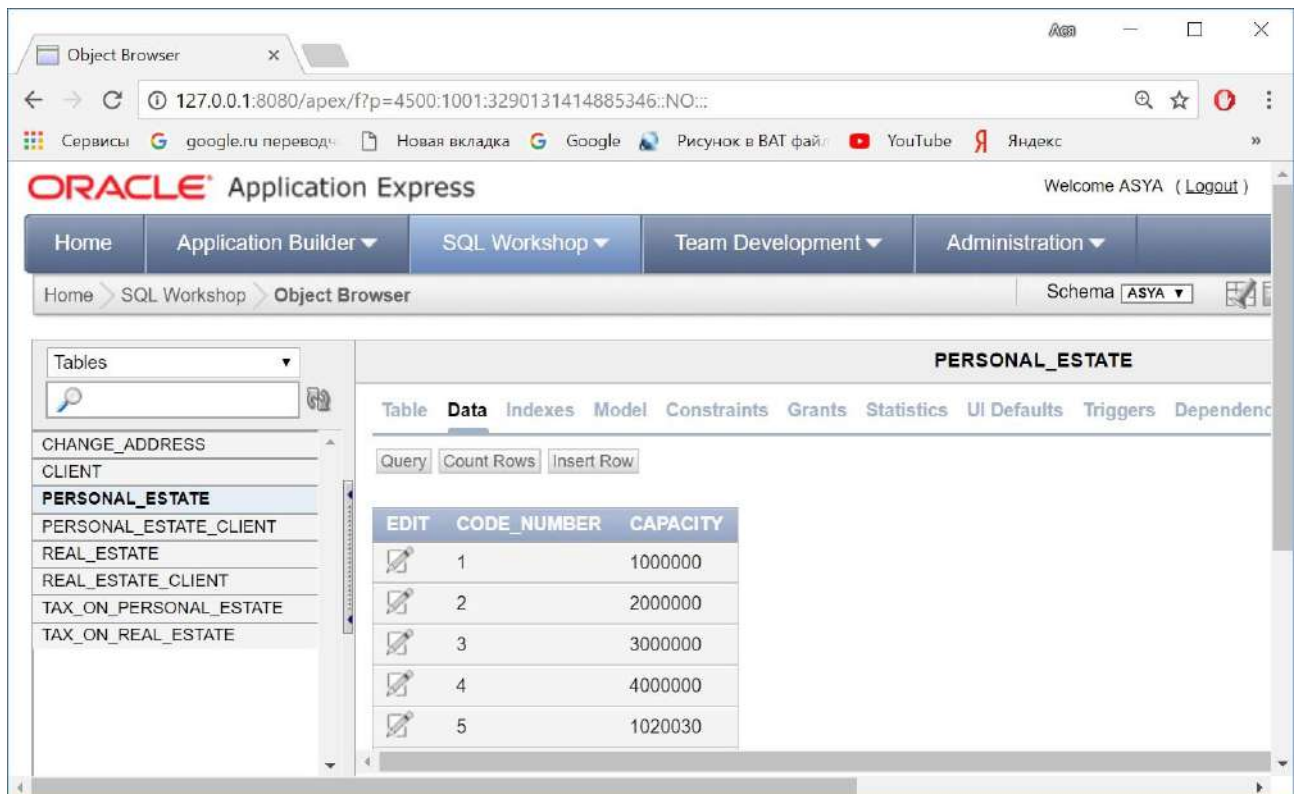 Ася
Object Browser
127.0.0.1:8080/apex/f?p=4500:1001:3290131414885346::NO:::
Сервисы google.ru переводч Новая вкладка Google Рисунок в BAT файл YouTube Яндекс »
ORACLE Application Express Welcome ASYA ( Logout )
Home Application Builder SQL Workshop Team Development Administration
Home SQL Workshop Object Browser Schema ASYA
Tables PERSONAL_ESTATE
Table Data Indexes Model Constraints Grants Statistics UI Defaults Triggers Dependenc
CHANGE_ADDRESS
CLIENT
PERSONAL_ESTATE
PERSONAL_ESTATE_CLIENT
REAL_ESTATE
REAL_ESTATE_CLIENT
TAX_ON_PERSONAL_ESTATE
TAX_ON_REAL_ESTATE
Query Count Rows Insert Row
EDIT CODE_NUMBER CAPACITY
1 1000000
2 2000000
3 3000000
4 4000000
5 1020030